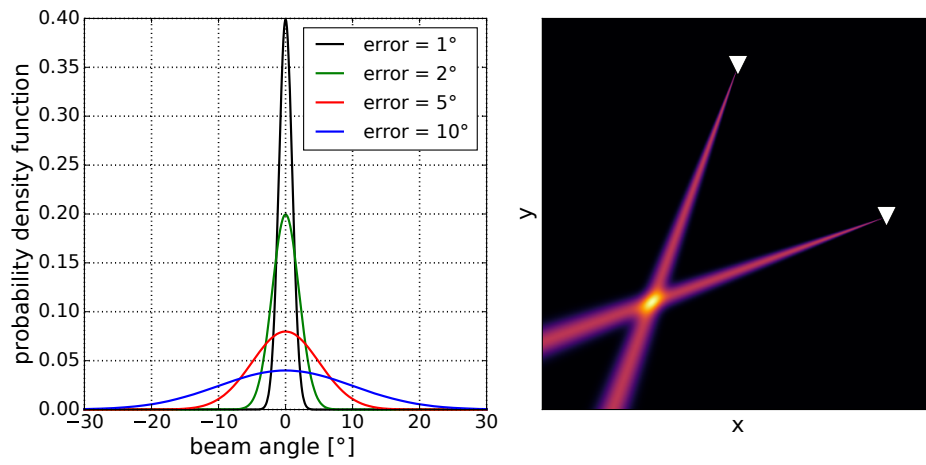 0.40
0.35
0.30
0.25
0.20
0.15
0.10
0.05
0.00
probability density function
−30 −20 −10 0 10 20 30
beam angle [°]
error = 1°
error = 2°
error = 5°
error = 10°
y
x